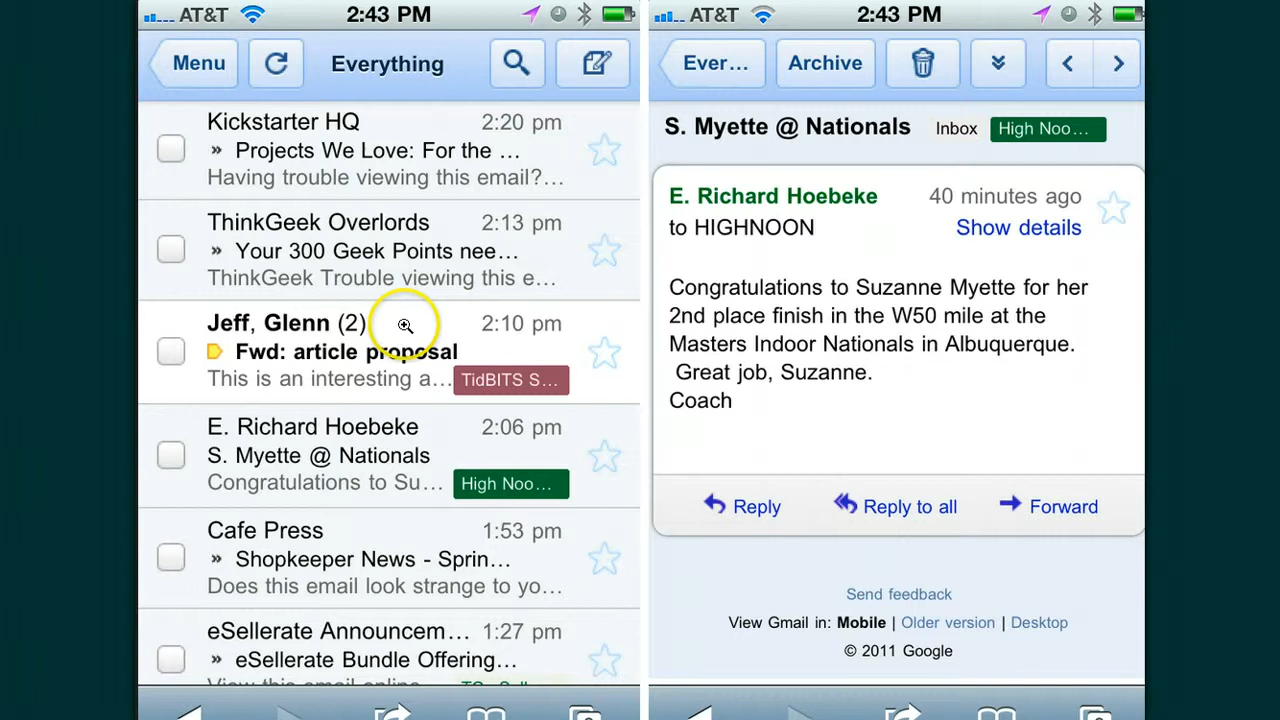 AT&T 2:43 PM
Menu Everything
Kickstarter HQ 2:20 pm
» Projects We Love: For the ...
Having trouble viewing this email?...
ThinkGeek Overlords 2:13 pm
» Your 300 Geek Points nee...
ThinkGeek Trouble viewing this e...
Jeff, Glenn (2) 2:10 pm
Fwd: article proposal
This is an interesting a... TidBITS S...
E. Richard Hoebeke 2:06 pm
S. Myette @ Nationals
Congratulations to Su... High Noo...
Cafe Press 1:53 pm
» Shopkeeper News - Sprin...
Does this email look strange to yo...
eSellerate Announcem... 1:27 pm
» eSellerate Bundle Offering...
View this email online
AT&T 2:43 PM
Ever... Archive
S. Myette @ Nationals Inbox High Noo...
E. Richard Hoebeke 40 minutes ago
to HIGHNOON Show details
Congratulations to Suzanne Myette for her
2nd place finish in the W50 mile at the
Masters Indoor Nationals in Albuquerque.
Great job, Suzanne.
Coach
Reply Reply to all Forward
Send feedback
View Gmail in: Mobile | Older version | Desktop
© 2011 Google